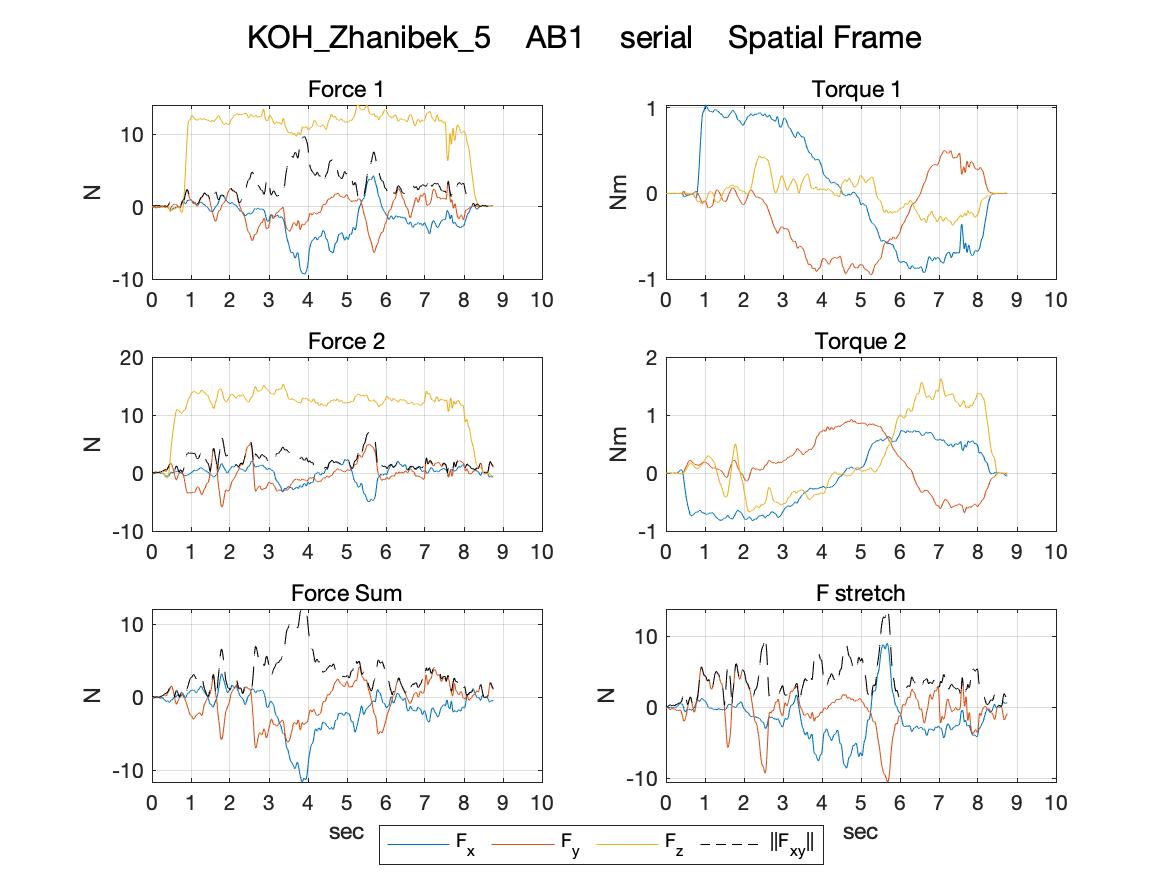 KOH_Zhanibek_5 AB1 serial Spatial Frame
Force 1
N
10
0
-10
0 1 2 3 4 5 6 7 8 9 10
Torque 1
Nm
1
0
-1
0 1 2 3 4 5 6 7 8 9 10
Force 2
N
20
10
0
-10
0 1 2 3 4 5 6 7 8 9 10
Torque 2
Nm
2
1
0
-1
0 1 2 3 4 5 6 7 8 9 10
Force Sum
N
10
0
-10
0 1 2 3 4 5 6 7 8 9 10
sec
F stretch
N
10
0
-10
0 1 2 3 4 5 6 7 8 9 10
sec
F_x F_y F_z ||F_xy||